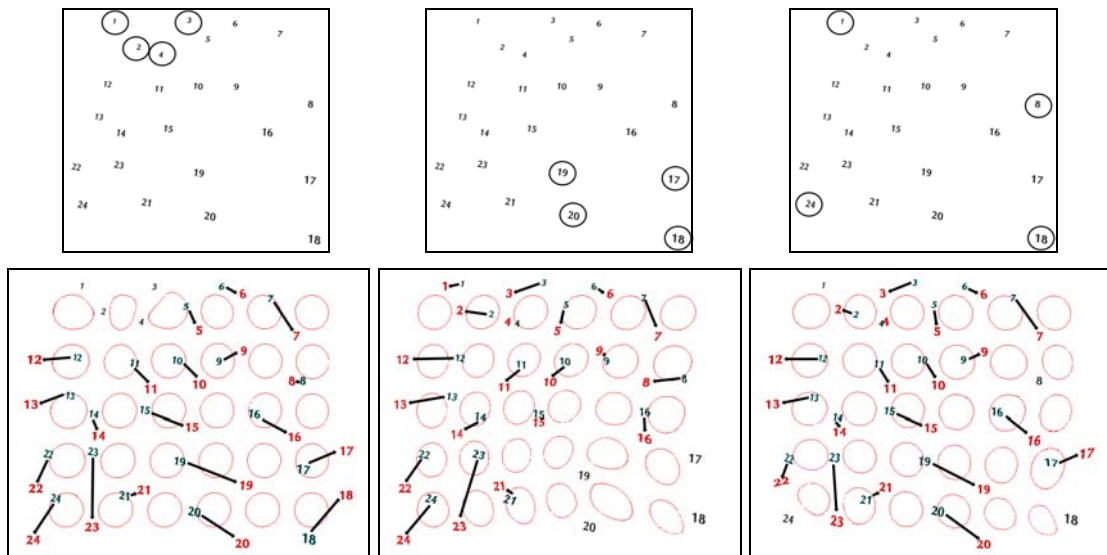 1 3 6
2 4 5 7
12 11 10 9 8
13 14 15 16
22 23 19 17
24 21 20
18
1 3 6
2 4 5 7
12 11 10 9 8
13 14 15 16
22 23 19 17
24 21 20
18
1 3 6
2 4 5 7
12 11 10 9 8
13 14 15 16
22 23 19 17
24 21 20
18
1 3 6 6
2 4 5 5 7 7
12 12 11 11 10 10 9 9 8 8
13 13 14 14 15 15 16 16
22 22 23 23 19 19 17 17
24 24 21 21 20 20 18 18
1 1 3 3 6 6
2 2 4 4 5 5 7 7
12 12 11 11 10 10 9 9 8 8
13 13 14 14 15 15 16 16
22 22 23 23 19 17
24 24 21 21 20 18
1 3 3 6 6
2 2 4 4 5 5 7 7
12 12 11 11 10 10 9 9 8
13 13 14 14 15 15 16 16
22 22 23 23 19 19 17 17
24 21 21 20 20 18